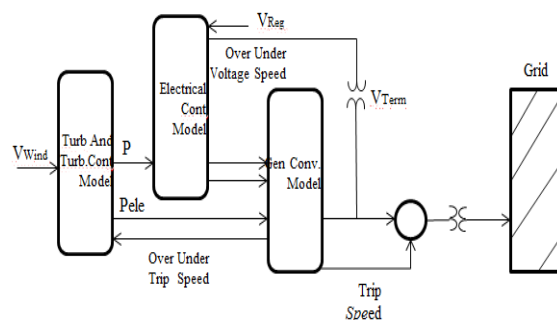 VReg
Over Under
Voltage Speed
Grid
Electrical
Cont
Model
VTerm
Turb And
Turb.Cont
Model
P
VWind
Gen Conv.
Model
Pele
Over Under
Trip Speed
Trip
Speed